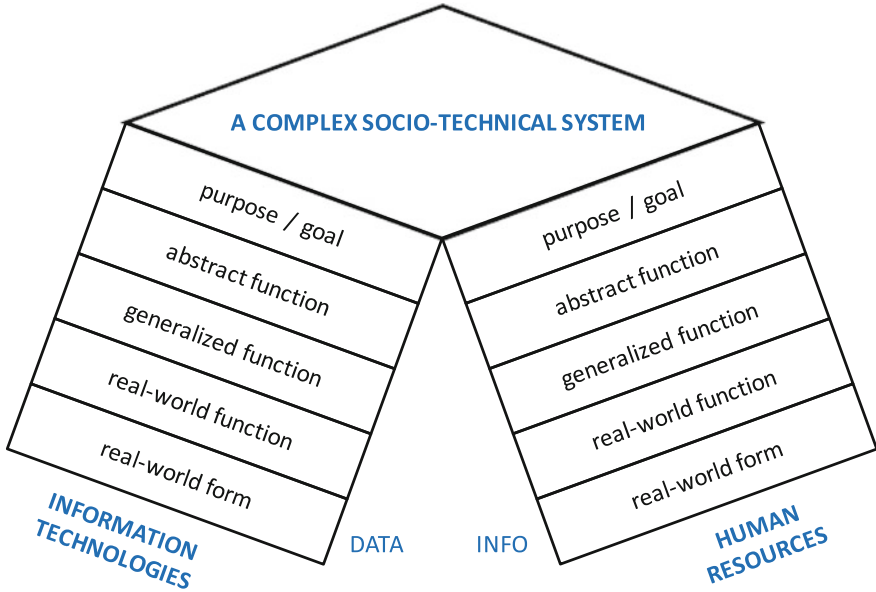 A COMPLEX SOCIO-TECHNICAL SYSTEM
purpose / goal
abstract function
generalized function
real-world function
real-world form
INFORMATION
TECHNOLOGIES
DATA
purpose / goal
abstract function
generalized function
real-world function
real-world form
INFO
HUMAN
RESOURCES